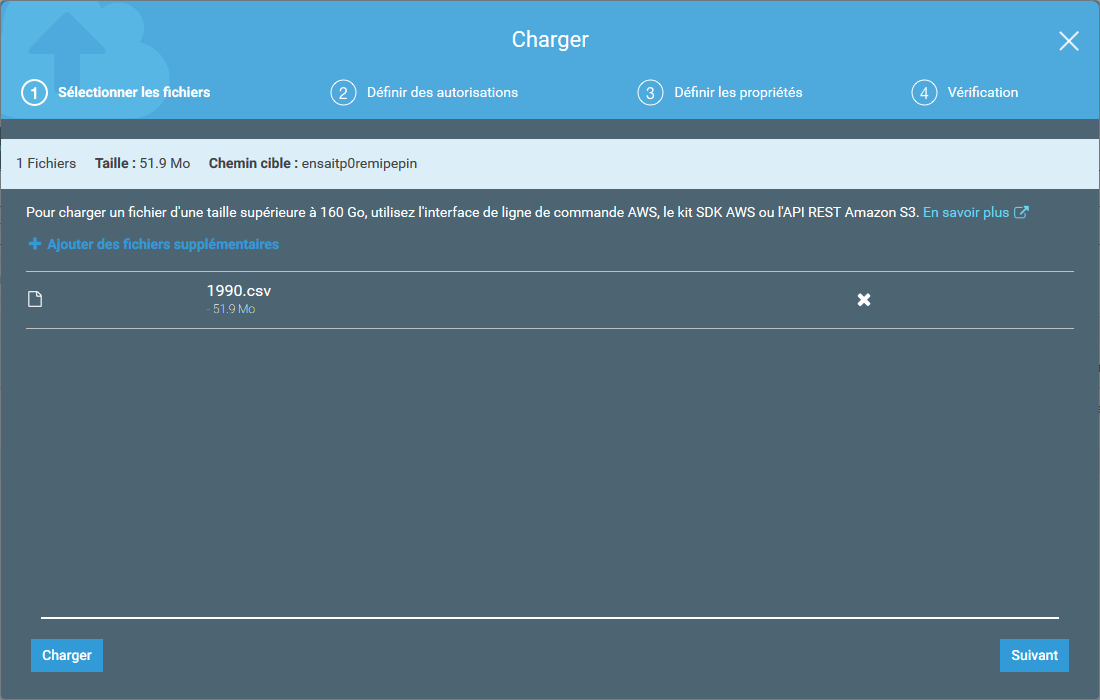 Charger
1 Sélectionner les fichiers 2 Définir des autorisations 3 Définir les propriétés 4 Vérification
1 Fichiers Taille : 51.9 Mo Chemin cible : ensaitp0remipepin
Pour charger un fichier d'une taille supérieure à 160 Go, utilisez l'interface de ligne de commande AWS, le kit SDK AWS ou l'API REST Amazon S3. En savoir plus
Ajouter des fichiers supplémentaires
1990.csv
- 51.9 Mo
Charger Suivant